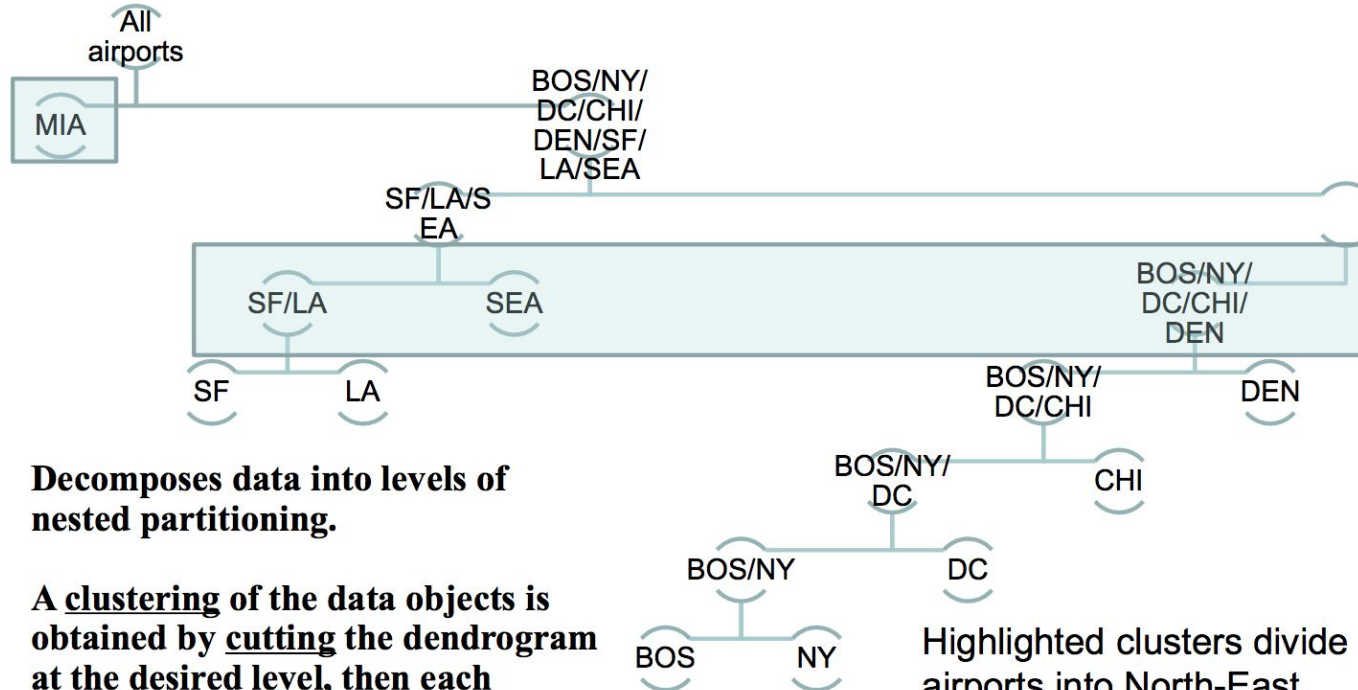 All
airports
MIA
BOS/NY/
DC/CHI/
DEN/SF/
LA/SEA
SF/LA/S
EA
SF/LA
SEA
BOS/NY/
DC/CHI/
DEN
SF
LA
BOS/NY/
DC/CHI
DEN
BOS/NY/
DC
CHI
BOS/NY
DC
BOS
NY
Decomposes data into levels of
nested partitioning.
A clustering of the data objects is
obtained by cutting the dendrogram
at the desired level, then each
Highlighted clusters divide
airports into North-East